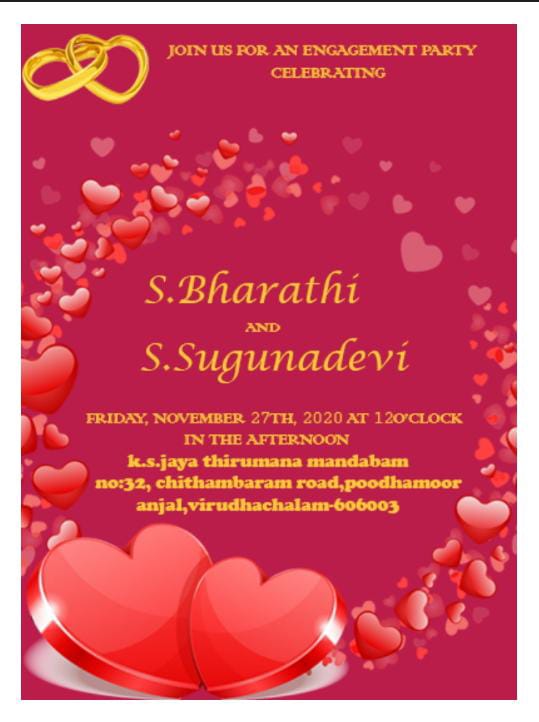 JOIN US FOR AN ENGAGEMENT PARTY
CELEBRATING
S.Bharathi
AND
S.Sugunadevi
FRIDAY, NOVEMBER 27TH, 2020 AT 12O'CLOCK
IN THE AFTERNOON
k.s.jaya thirumana mandabam
no:32, chithambaram road,poodhamoor
anjal,virudhachalam-606003